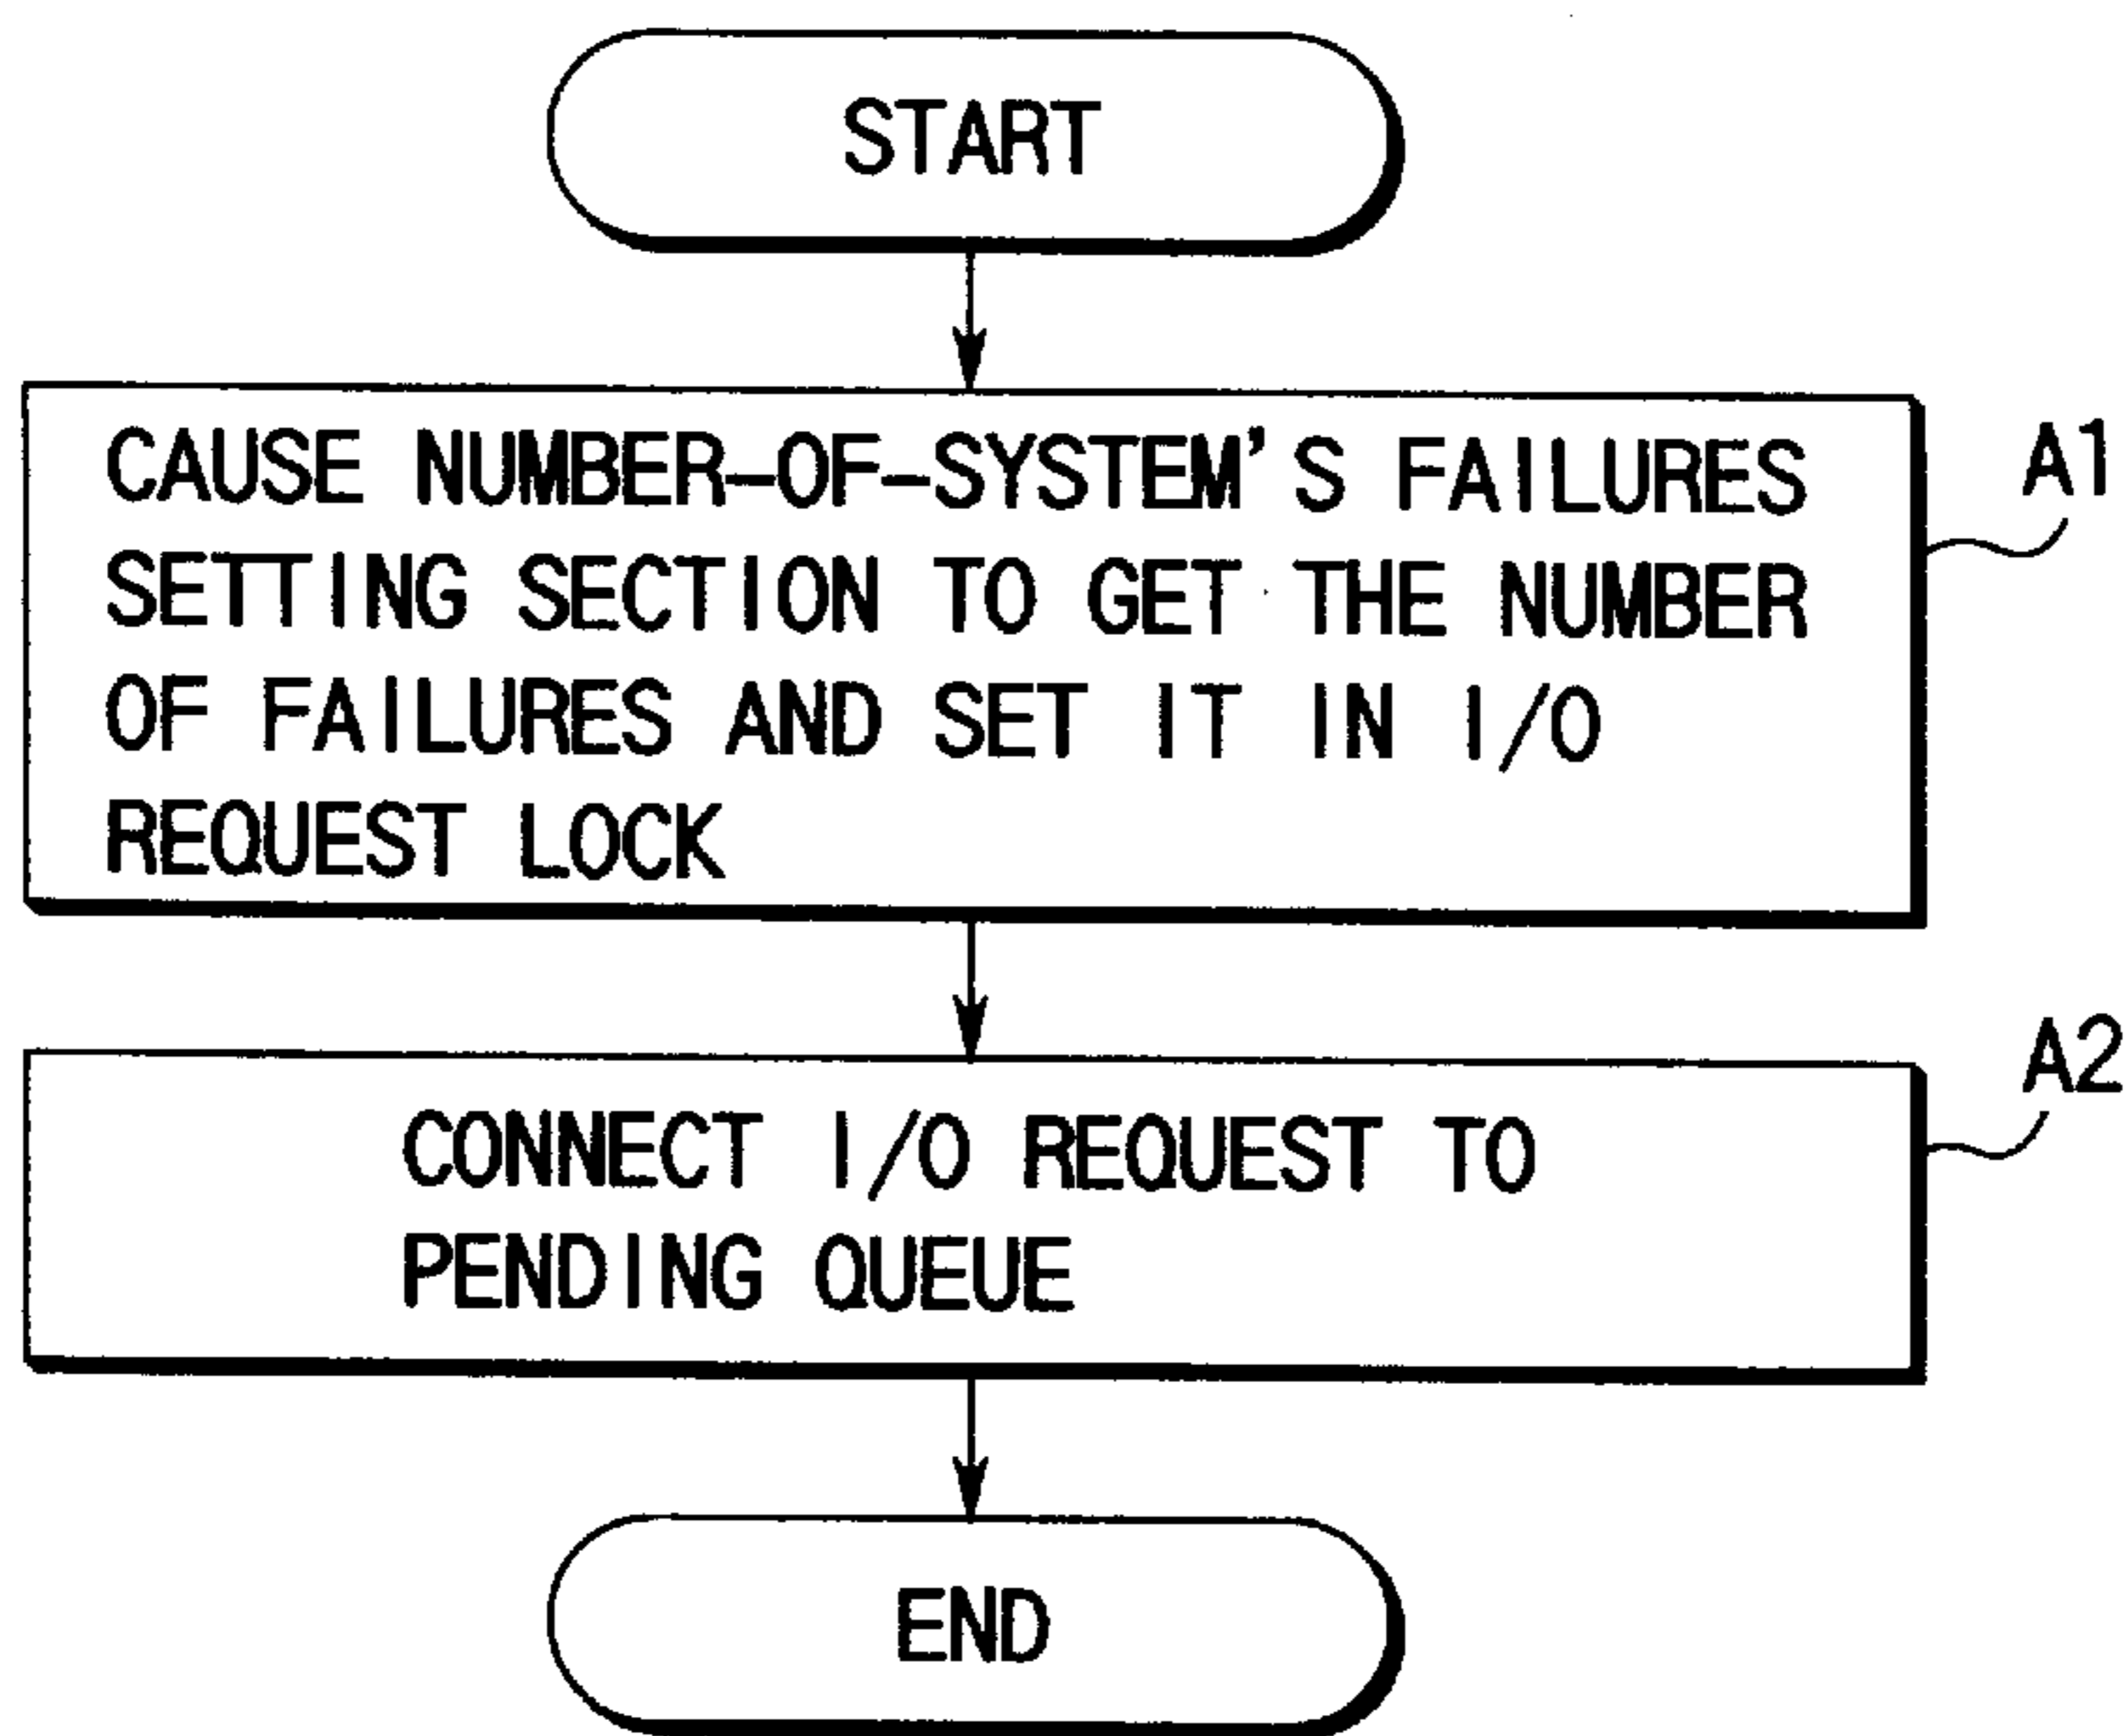 START
CAUSE NUMBER-OF-SYSTEM'S FAILURES
SETTING SECTION TO GET THE NUMBER
OF FAILURES AND SET IT IN I/O
REQUEST LOCK
A1
CONNECT I/O REQUEST TO
PENDING QUEUE
A2
END